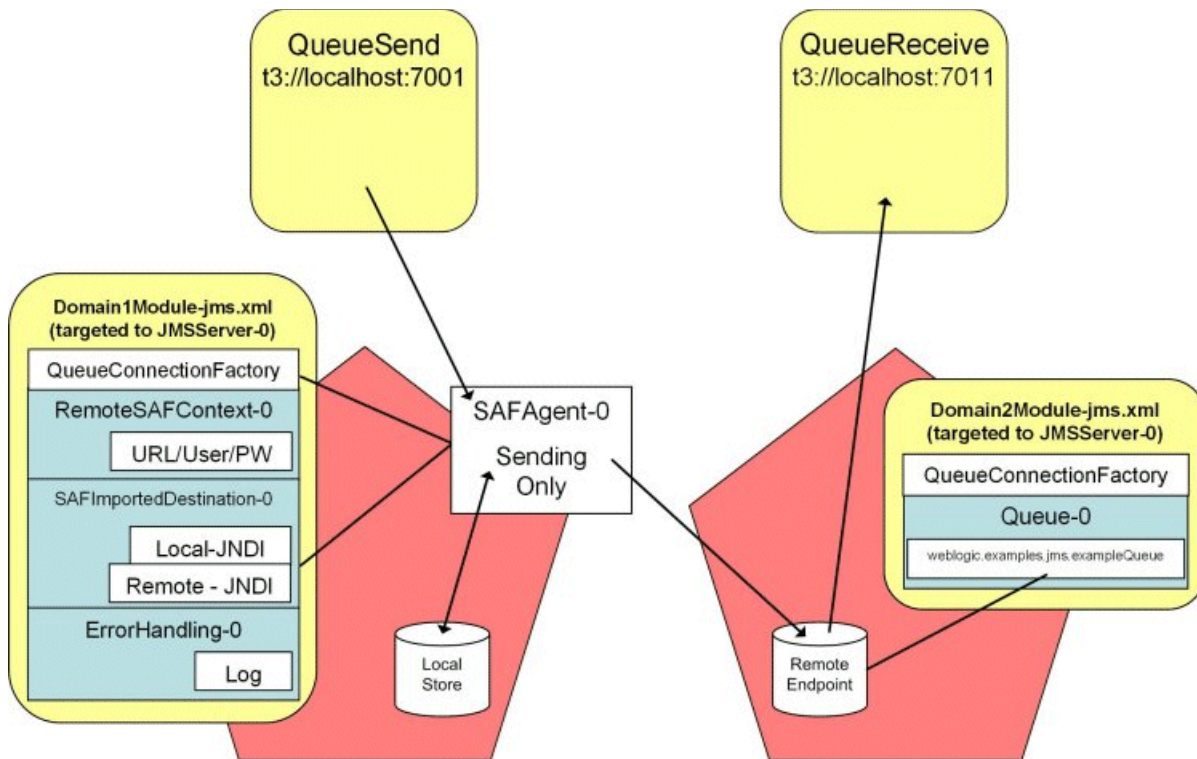 QueueSend
t3://localhost:7001
QueueReceive
t3://localhost:7011
Domain1Module-jms.xml
(targeted to JMSServer-0)
QueueConnectionFactory
RemoteSAFContext-0
URL/User/PW
SAFImportedDestination-0
Local-JNDI
Remote - JNDI
ErrorHandling-0
Log
SAFAgent-0
Sending
Only
Local
Store
Remote
Endpoint
Domain2Module-jms.xml
(targeted to JMSServer-0)
QueueConnectionFactory
Queue-0
weblogic.examples.jms.exampleQueue